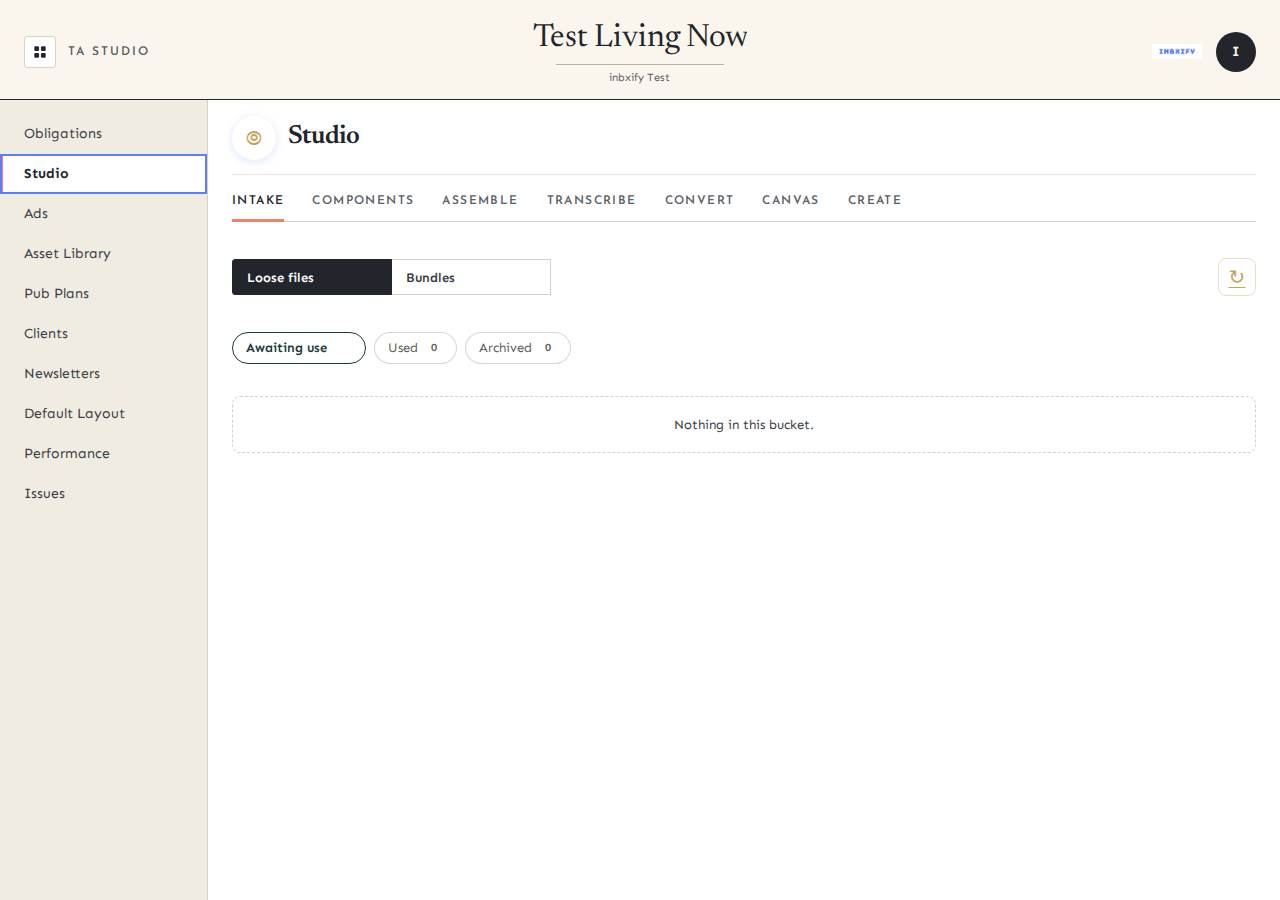 TA STUDIO
Test Living Now
inbxify Test
INBXIFY
I
Obligations
Studio
Ads
Asset Library
Pub Plans
Clients
Newsletters
Default Layout
Performance
Issues
Studio
INTAKE COMPONENTS ASSEMBLE TRANSCRIBE CONVERT CANVAS CREATE
Loose files Bundles
Awaiting use Used 0 Archived 0
Nothing in this bucket.